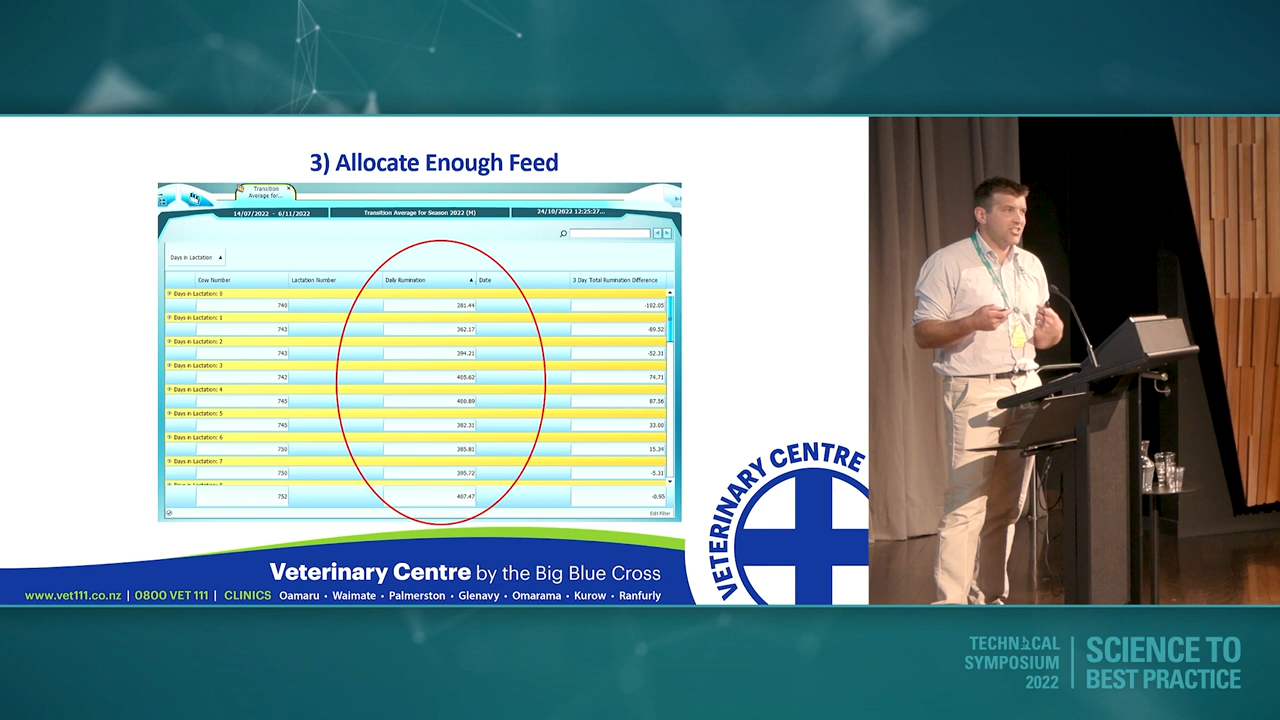 3) Allocate Enough Feed
Transition
Average for...
14/07/2022 - 6/11/2022
Transition Average for Season 2022 (M)
24/10/2022 12:25:27...
Days in Lactation
Cow Number
Lactation Number
Daily Rumination
Date
3 Day Total Rumination Difference
Days in Lactation: 0
740 281.44 -102.05
Days in Lactation: 1
743 362.17 -89.52
Days in Lactation: 2
743 394.21 -52.31
Days in Lactation: 3
742 405.62 74.71
Days in Lactation: 4
745 400.89 87.56
Days in Lactation: 5
745 382.31 33.00
Days in Lactation: 6
750 385.81 15.34
Days in Lactation: 7
750 395.72 -5.31
752 407.47 -0.95
Edit Filter
VETERINARY CENTRE
Veterinary Centre by the Big Blue Cross
www.vet111.co.nz | 0800 VET 111 | CLINICS Oamaru • Waimate • Palmerston • Glenavy • Omarama • Kurow • Ranfurly
TECHNICAL
SYMPOSIUM
2022
SCIENCE TO
BEST PRACTICE